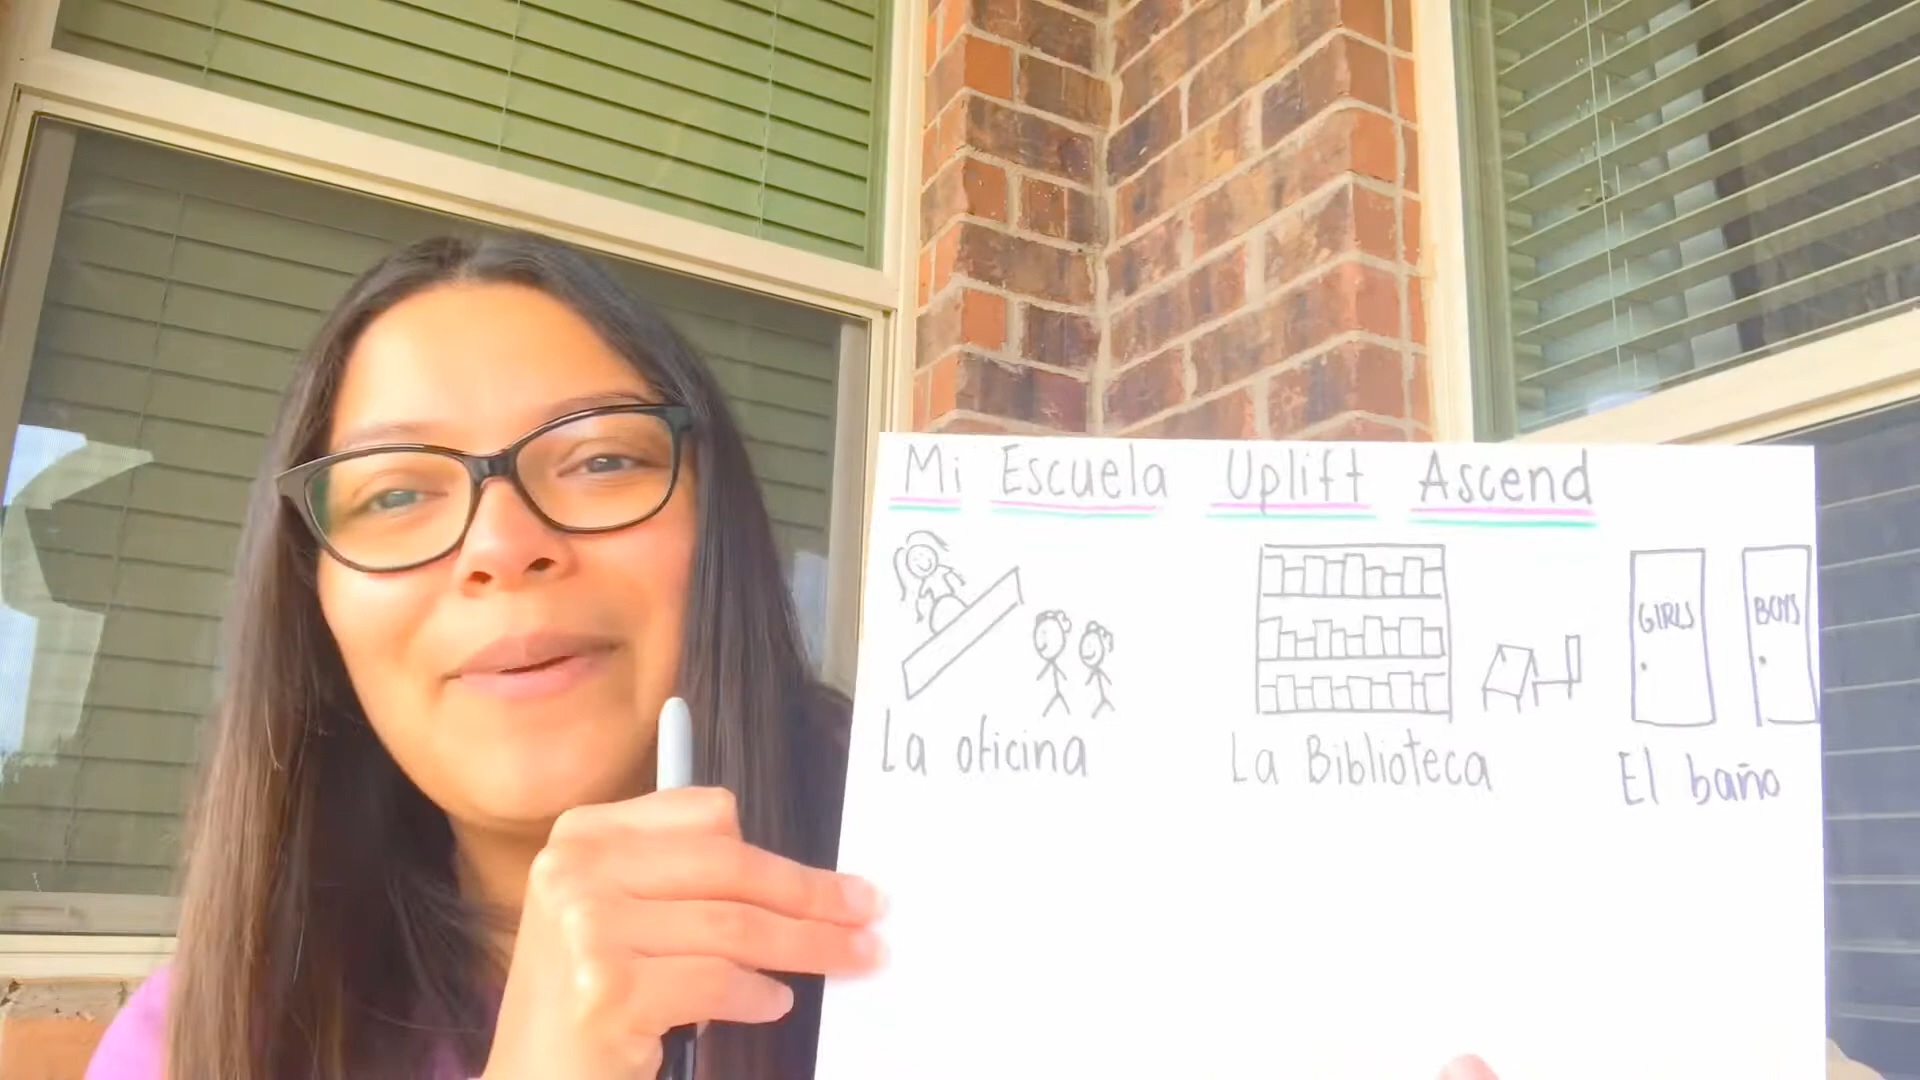 Mi Escuela Uplift Ascend
GIRLS BOYS
La oficina La Biblioteca El baño